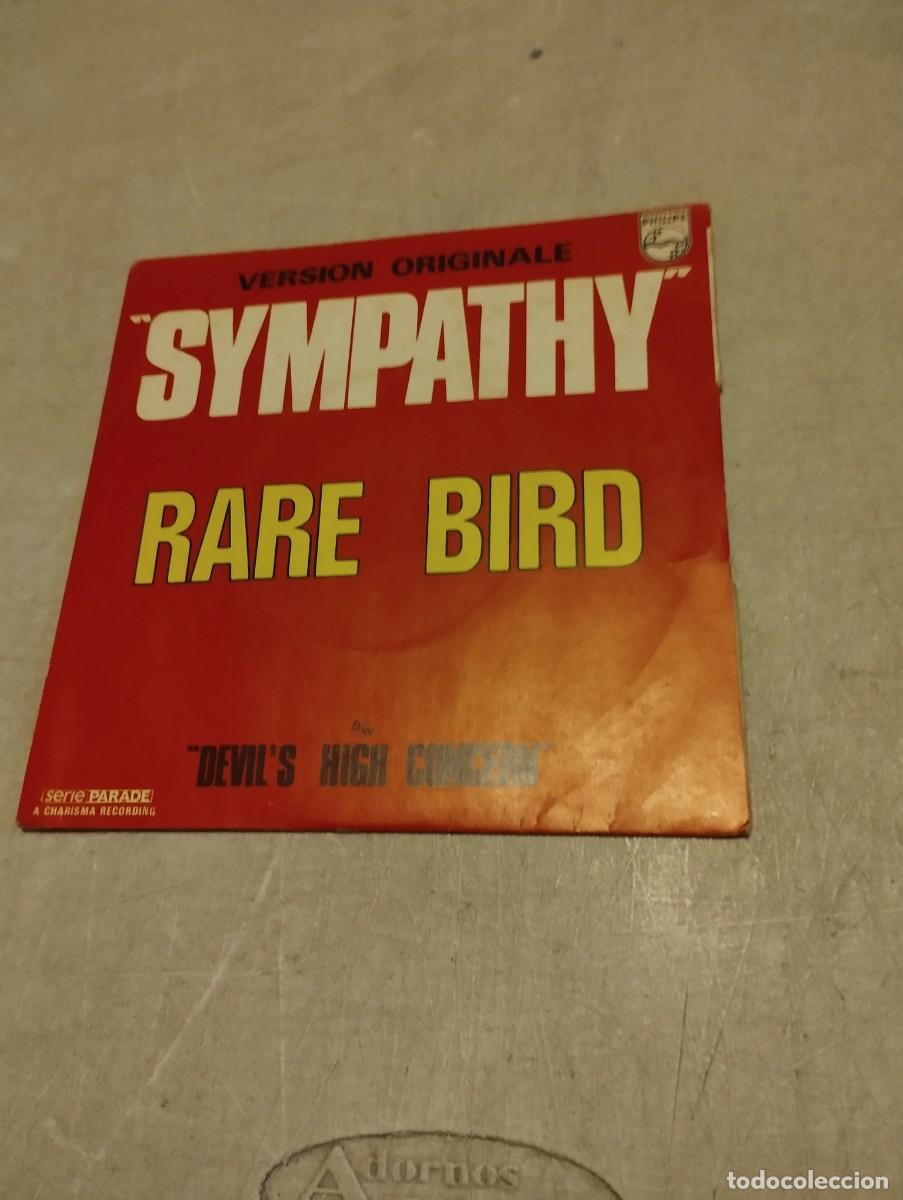 PHILIPS
VERSION ORIGINALE
"SYMPATHY"
RARE BIRD
B/W
"DEVIL'S HIGH CONCERN"
serie PARADE
A CHARISMA RECORDING
Adornos
todocoleccion